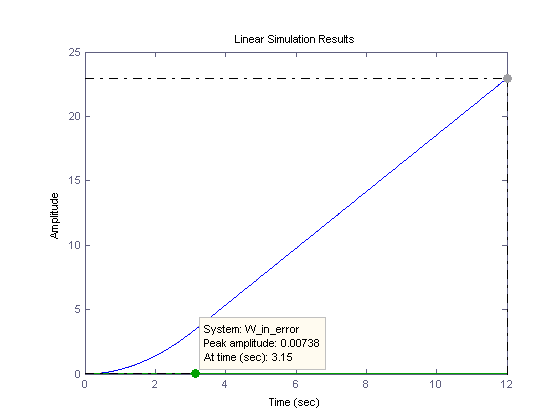 Linear Simulation Results
25
20
15
10
5
0
Amplitude
System: W_in_error
Peak amplitude: 0.00738
At time (sec): 3.15
0 2 4 6 8 10 12
Time (sec)